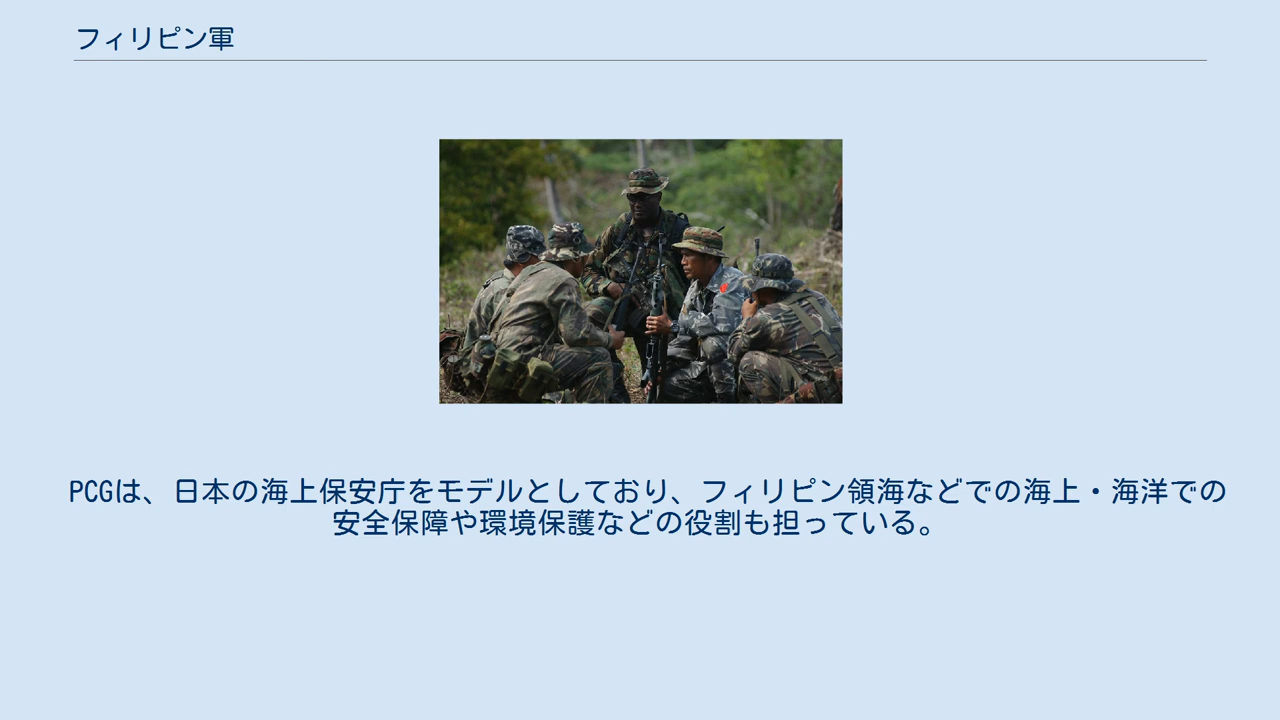 フィリピン軍
PCGは、日本の海上保安庁をモデルとしており、フィリピン領海などでの海上・海洋での
安全保障や環境保護などの役割も担っている。